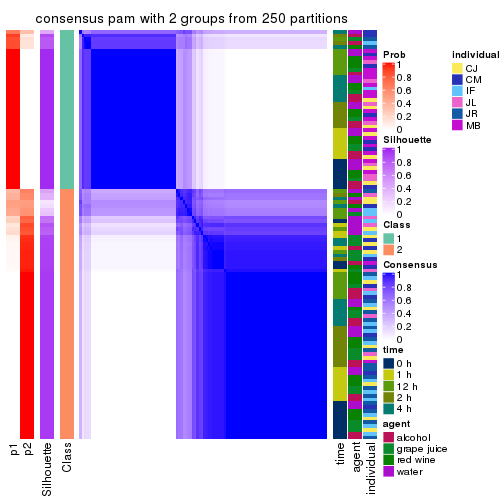 consensus pam with 2 groups from 250 partitions
Prob
1
0.8
0.6
0.4
0.2
0
Silhouette
1
0.8
0.6
0.4
0.2
0
Class
1
2
Consensus
1
0.8
0.6
0.4
0.2
0
time
0 h
1 h
12 h
2 h
4 h
agent
alcohol
grape juice
red wine
water
individual
CJ
CM
IF
JL
JR
MB
p1
p2
Silhouette
Class
time
agent
individual